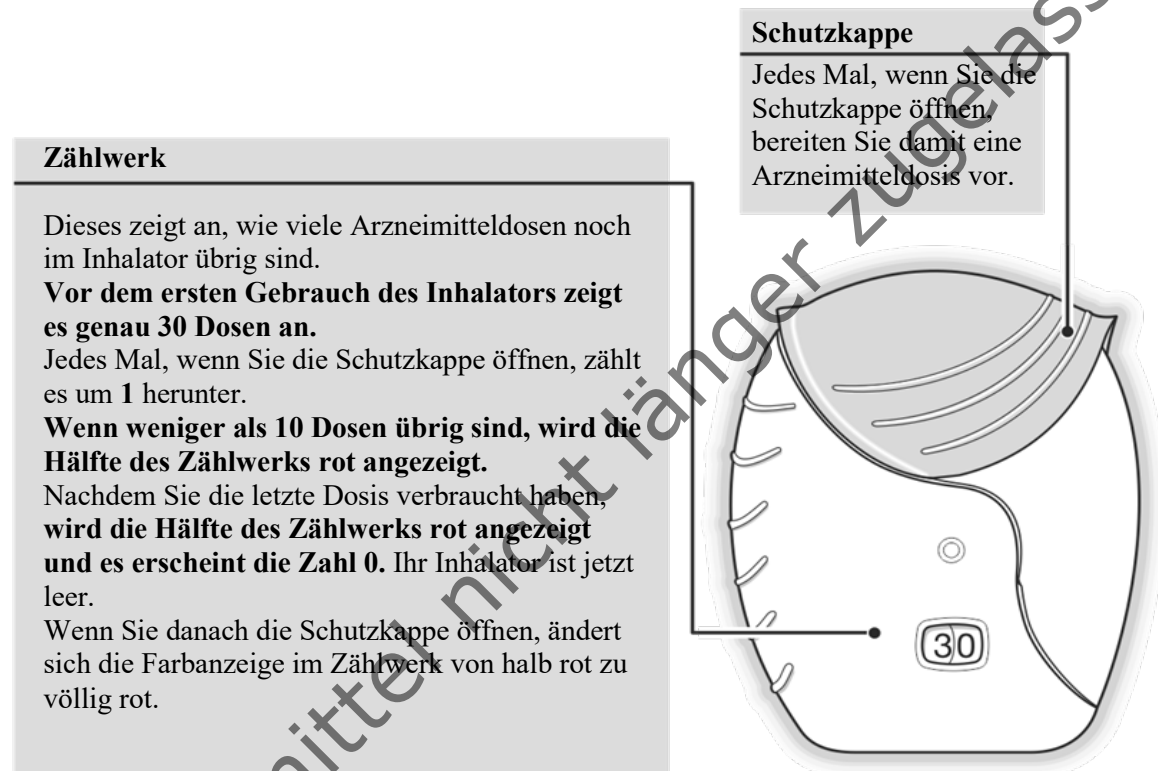 Schutzkappe
Jedes Mal, wenn Sie die
Schutzkappe öffnen,
bereiten Sie damit eine
Arzneimitteldosis vor.
Zählwerk
Dieses zeigt an, wie viele Arzneimitteldosen noch
im Inhalator übrig sind.
Vor dem ersten Gebrauch des Inhalators zeigt
es genau 30 Dosen an.
Jedes Mal, wenn Sie die Schutzkappe öffnen, zählt
es um 1 herunter.
Wenn weniger als 10 Dosen übrig sind, wird die
Hälfte des Zählwerks rot angezeigt.
Nachdem Sie die letzte Dosis verbraucht haben,
wird die Hälfte des Zählwerks rot angezeigt
und es erscheint die Zahl 0. Ihr Inhalator ist jetzt
leer.
Wenn Sie danach die Schutzkappe öffnen, ändert
sich die Farbanzeige im Zählwerk von halb rot zu
völlig rot.
30
mittel nicht länger zugelass